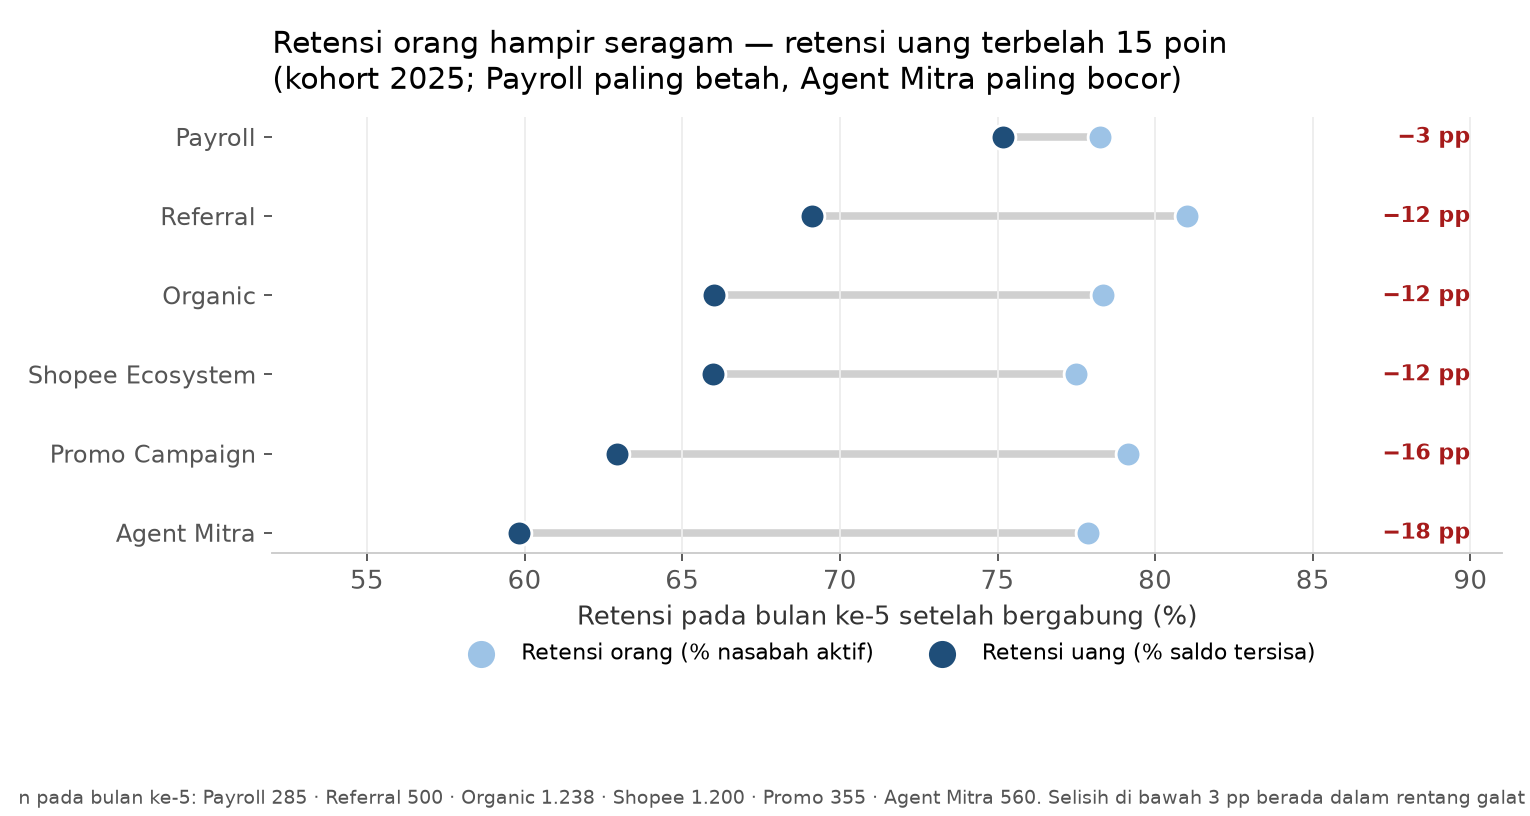 Retensi orang hampir seragam — retensi uang terbelah 15 poin
(kohort 2025; Payroll paling betah, Agent Mitra paling bocor)
Payroll
−3 pp
Referral
−12 pp
Organic
−12 pp
Shopee Ecosystem
−12 pp
Promo Campaign
−16 pp
Agent Mitra
−18 pp
55 60 65 70 75 80 85 90
Retensi pada bulan ke-5 setelah bergabung (%)
Retensi orang (% nasabah aktif) Retensi uang (% saldo tersisa)
n pada bulan ke-5: Payroll 285 · Referral 500 · Organic 1.238 · Shopee 1.200 · Promo 355 · Agent Mitra 560. Selisih di bawah 3 pp berada dalam rentang galat